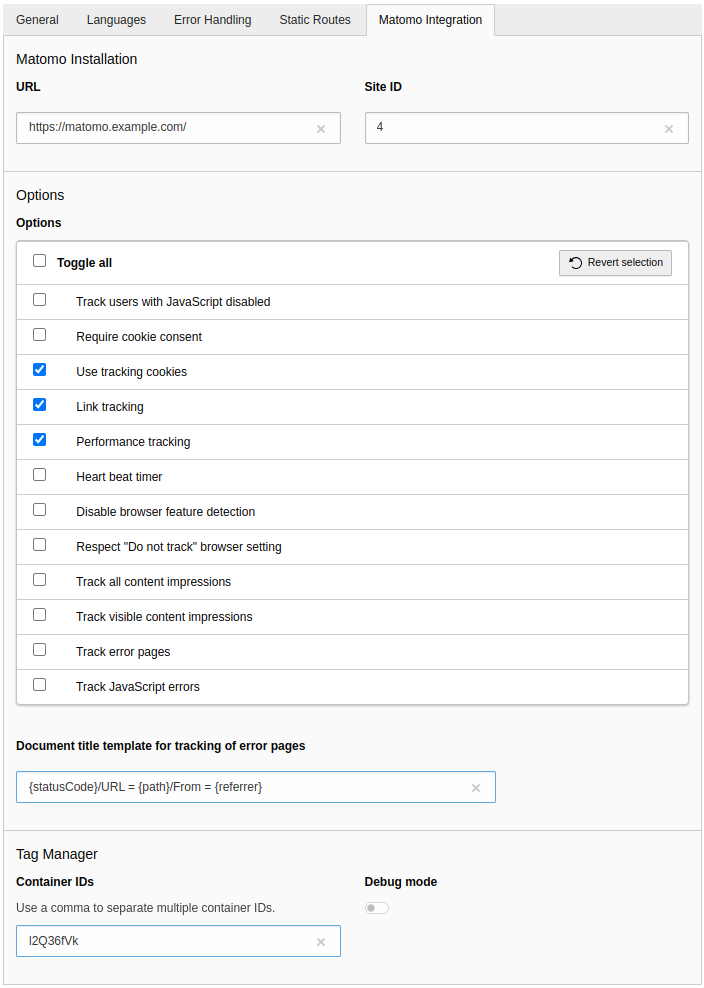 General Languages Error Handling Static Routes Matomo Integration
Matomo Installation
URL Site ID
https://matomo.example.com/ 4
Options
Options
Toggle all Revert selection
Track users with JavaScript disabled
Require cookie consent
Use tracking cookies
Link tracking
Performance tracking
Heart beat timer
Disable browser feature detection
Respect "Do not track" browser setting
Track all content impressions
Track visible content impressions
Track error pages
Track JavaScript errors
Document title template for tracking of error pages
{statusCode}/URL = {path}/From = {referrer}
Tag Manager
Container IDs Debug mode
Use a comma to separate multiple container IDs.
l2Q36fVk